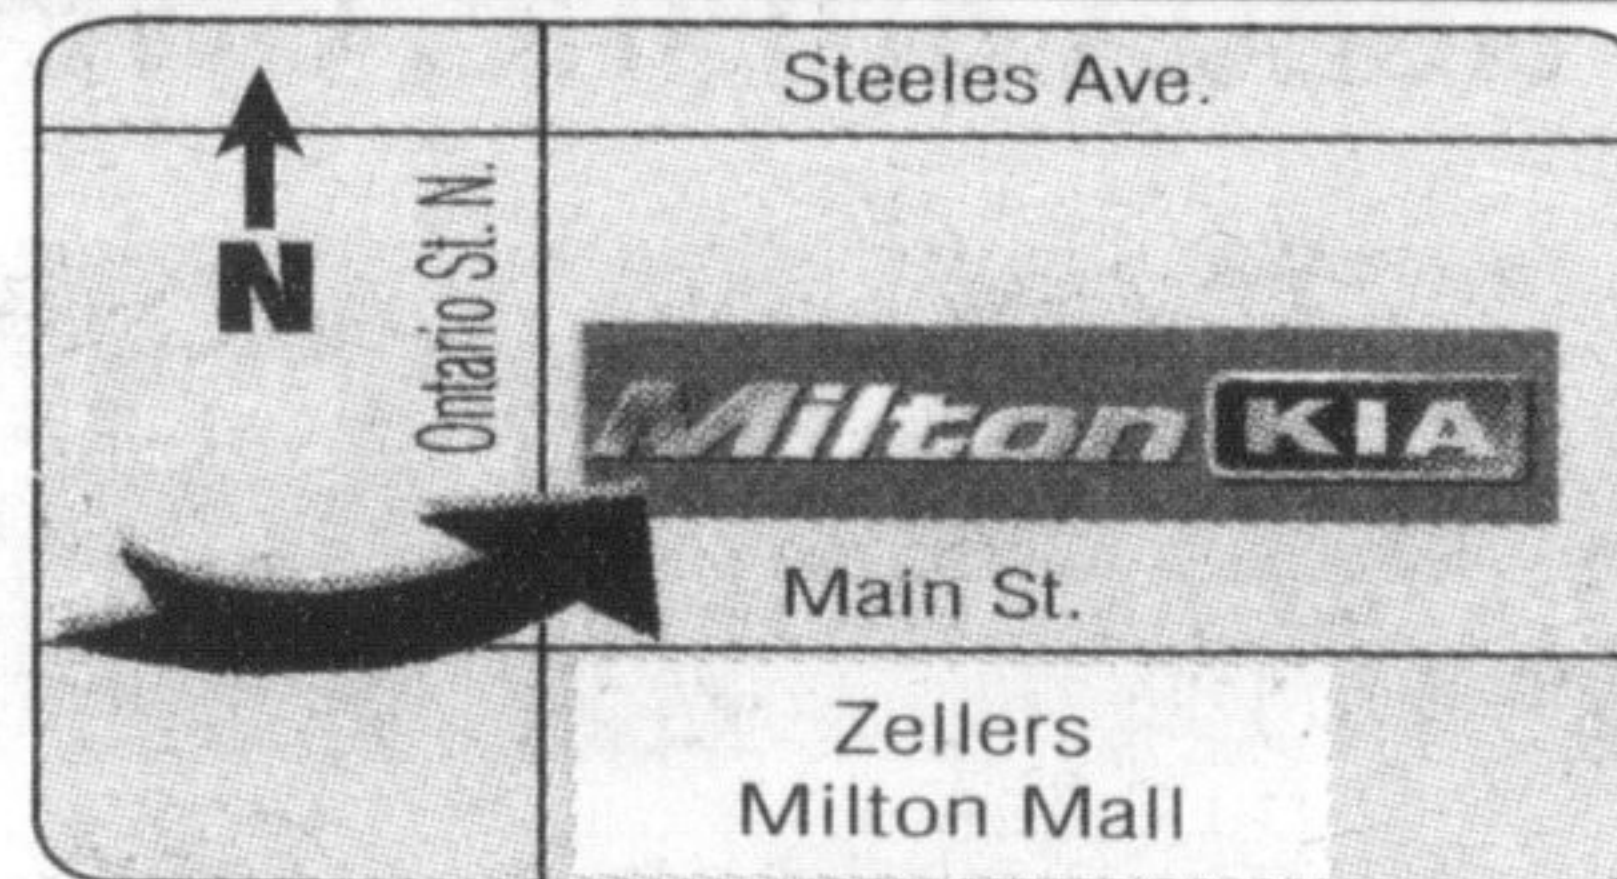 Steeles Ave.
Ontario St. N.
N
Milton KIA
Main St.
Zellers
Milton Mall